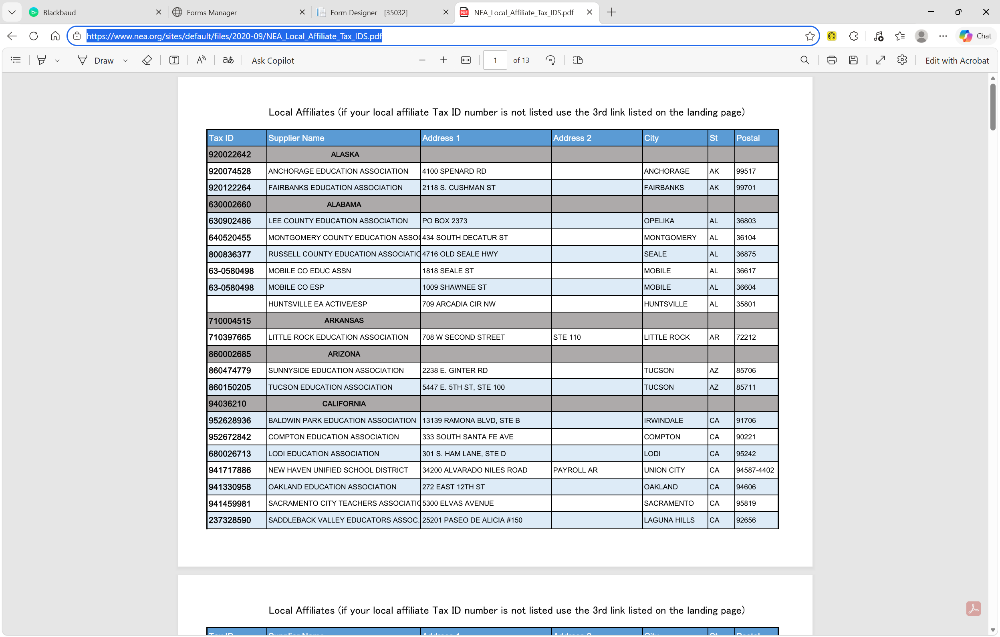 Blackbaud
Forms Manager
Form Designer - [35032]
NEA_Local_Affiliate_Tax_IDS.pdf
https://www.nea.org/sites/default/files/2020-09/NEA_Local_Affiliate_Tax_IDS.pdf
Chat
Draw
Ask Copilot
1 of 13
Edit with Acrobat
Local Affiliates (if your local affiliate Tax ID number is not listed use the 3rd link listed on the landing page)
Tax ID Supplier Name Address 1 Address 2 City St Postal
920022642 ALASKA
920074528 ANCHORAGE EDUCATION ASSOCIATION 4100 SPENARD RD ANCHORAGE AK 99517
920122264 FAIRBANKS EDUCATION ASSOCIATION 2118 S. CUSHMAN ST FAIRBANKS AK 99701
630002660 ALABAMA
630902486 LEE COUNTY EDUCATION ASSOCIATION PO BOX 2373 OPELIKA AL 36803
640520455 MONTGOMERY COUNTY EDUCATION ASSOC 434 SOUTH DECATUR ST MONTGOMERY AL 36104
800836377 RUSSELL COUNTY EDUCATION ASSOCIATIO 4716 OLD SEALE HWY SEALE AL 36875
63-0580498 MOBILE CO EDUC ASSN 1818 SEALE ST MOBILE AL 36617
63-0580498 MOBILE CO ESP 1009 SHAWNEE ST MOBILE AL 36604
HUNTSVILLE EA ACTIVE/ESP 709 ARCADIA CIR NW HUNTSVILLE AL 35801
710004515 ARKANSAS
710397665 LITTLE ROCK EDUCATION ASSOCIATION 708 W SECOND STREET STE 110 LITTLE ROCK AR 72212
860002685 ARIZONA
860474779 SUNNYSIDE EDUCATION ASSOCIATION 2238 E. GINTER RD TUCSON AZ 85706
860150205 TUCSON EDUCATION ASSOCIATION 5447 E. 5TH ST, STE 100 TUCSON AZ 85711
94036210 CALIFORNIA
952628936 BALDWIN PARK EDUCATION ASSOCIATION 13139 RAMONA BLVD, STE B IRWINDALE CA 91706
952672842 COMPTON EDUCATION ASSOCIATION 333 SOUTH SANTA FE AVE COMPTON CA 90221
680026713 LODI EDUCATION ASSOCIATION 301 S. HAM LANE, STE D LODI CA 95242
941717886 NEW HAVEN UNIFIED SCHOOL DISTRICT 34200 ALVARADO NILES ROAD PAYROLL AR UNION CITY CA 94587-4402
941330958 OAKLAND EDUCATION ASSOCIATION 272 EAST 12TH ST OAKLAND CA 94606
941459981 SACRAMENTO CITY TEACHERS ASSOCIATIO 5300 ELVAS AVENUE SACRAMENTO CA 95819
237328590 SADDLEBACK VALLEY EDUCATORS ASSOC. 25201 PASEO DE ALICIA #150 LAGUNA HILLS CA 92656
Local Affiliates (if your local affiliate Tax ID number is not listed use the 3rd link listed on the landing page)
Tax ID Supplier Name Address 1 Address 2 City St Postal